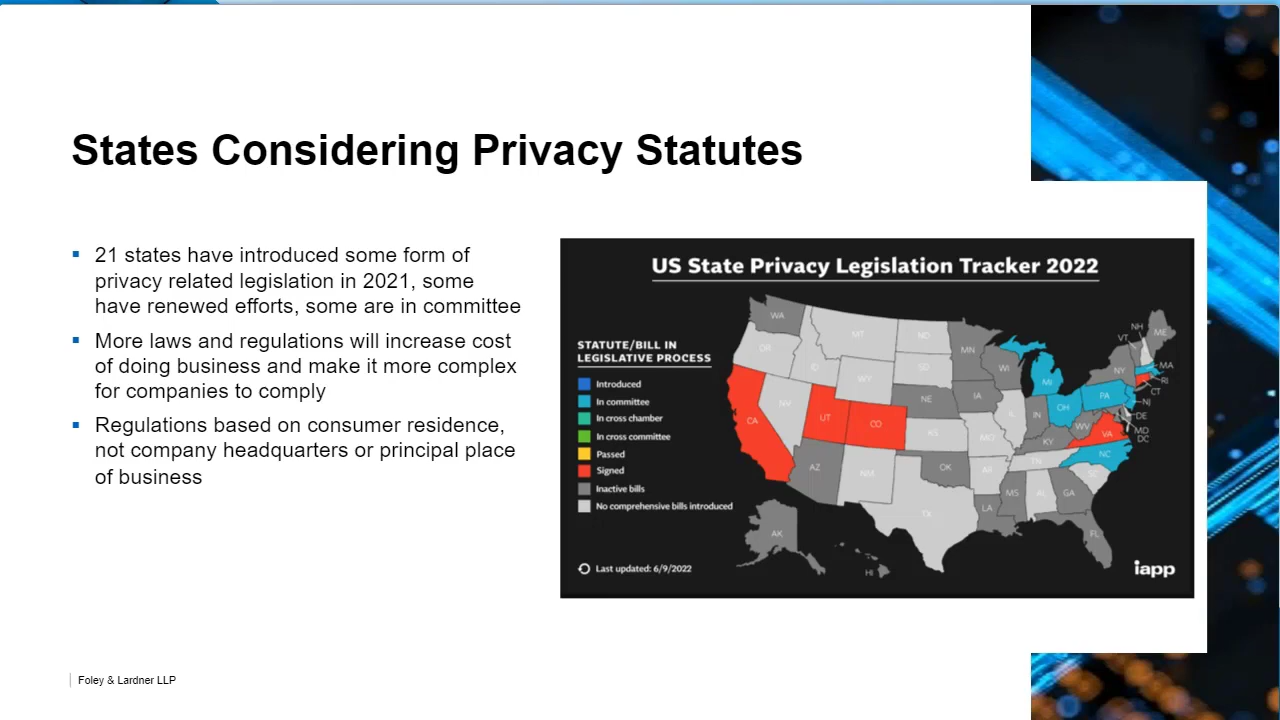 States Considering Privacy Statutes
▪ 21 states have introduced some form of
privacy related legislation in 2021, some
have renewed efforts, some are in committee
▪ More laws and regulations will increase cost
of doing business and make it more complex
for companies to comply
▪ Regulations based on consumer residence,
not company headquarters or principal place
of business
US State Privacy Legislation Tracker 2022
STATUTE/BILL IN
LEGISLATIVE PROCESS
Introduced
In committee
In cross chamber
In cross committee
Passed
Signed
Inactive bills
No comprehensive bills introduced
Last updated: 6/9/2022
WA
OR
CA
NV
ID
MT
WY
UT
CO
AZ
NM
ND
SD
NE
KS
OK
TX
MN
IA
MO
AR
LA
WI
IL
MI
IN
OH
KY
TN
MS
AL
GA
FL
SC
NC
VA
WV
PA
NY
VT
NH
ME
MA
RI
CT
NJ
DE
MD
DC
AK
HI
iapp
Foley & Lardner LLP